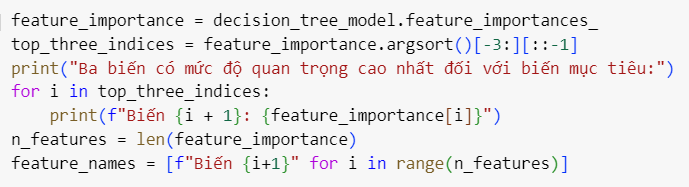 feature_importance = decision_tree_model.feature_importances_
top_three_indices = feature_importance.argsort()[-3:][::-1]
print("Ba biến có mức độ quan trọng cao nhất đối với biến mục tiêu:")
for i in top_three_indices:
    print(f"Biến {i + 1}: {feature_importance[i]}")
n_features = len(feature_importance)
feature_names = [f"Biến {i+1}" for i in range(n_features)]